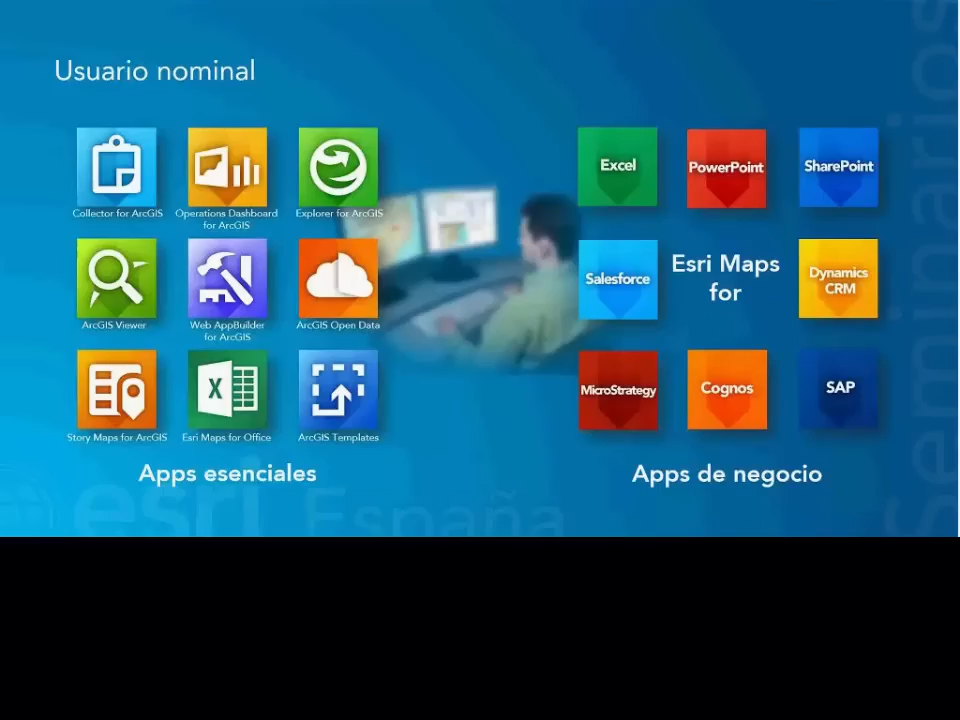 Usuario nominal
Collector for ArcGIS
Operations Dashboard
for ArcGIS
Explorer for ArcGIS
ArcGIS Viewer
Web AppBuilder
for ArcGIS
ArcGIS Open Data
X
Story Maps for ArcGIS
Esri Maps for Office
ArcGIS Templates
Apps esenciales
Excel
PowerPoint
SharePoint
Salesforce
Esri Maps
for
Dynamics
CRM
MicroStrategy
Cognos
SAP
Apps de negocio
esri España
Seminarios